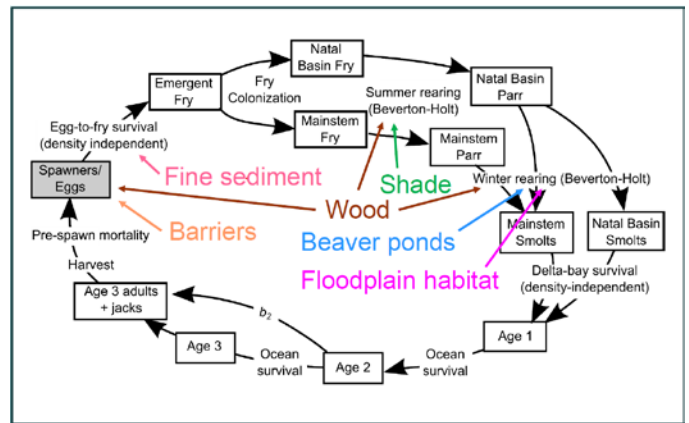 Natal
Basin Fry
Emergent
Fry
Fry
Colonization
Summer rearing
(Beverton-Holt)
Natal Basin
Parr
Mainstem
Fry
Egg-to-fry survival
(density independent)
Mainstem
Parr
Fine sediment
Shade
Spawners/
Eggs
Winter rearing (Beverton-Holt)
Wood
Barriers
Beaver ponds
Mainstem
Smolts
Natal Basin
Smolts
Pre-spawn mortality
Floodplain habitat
Harvest
Delta-bay survival
(density-independent)
Age 3 adults
+ jacks
b2
Age 3
Age 1
Ocean
survival
Age 2
Ocean
survival